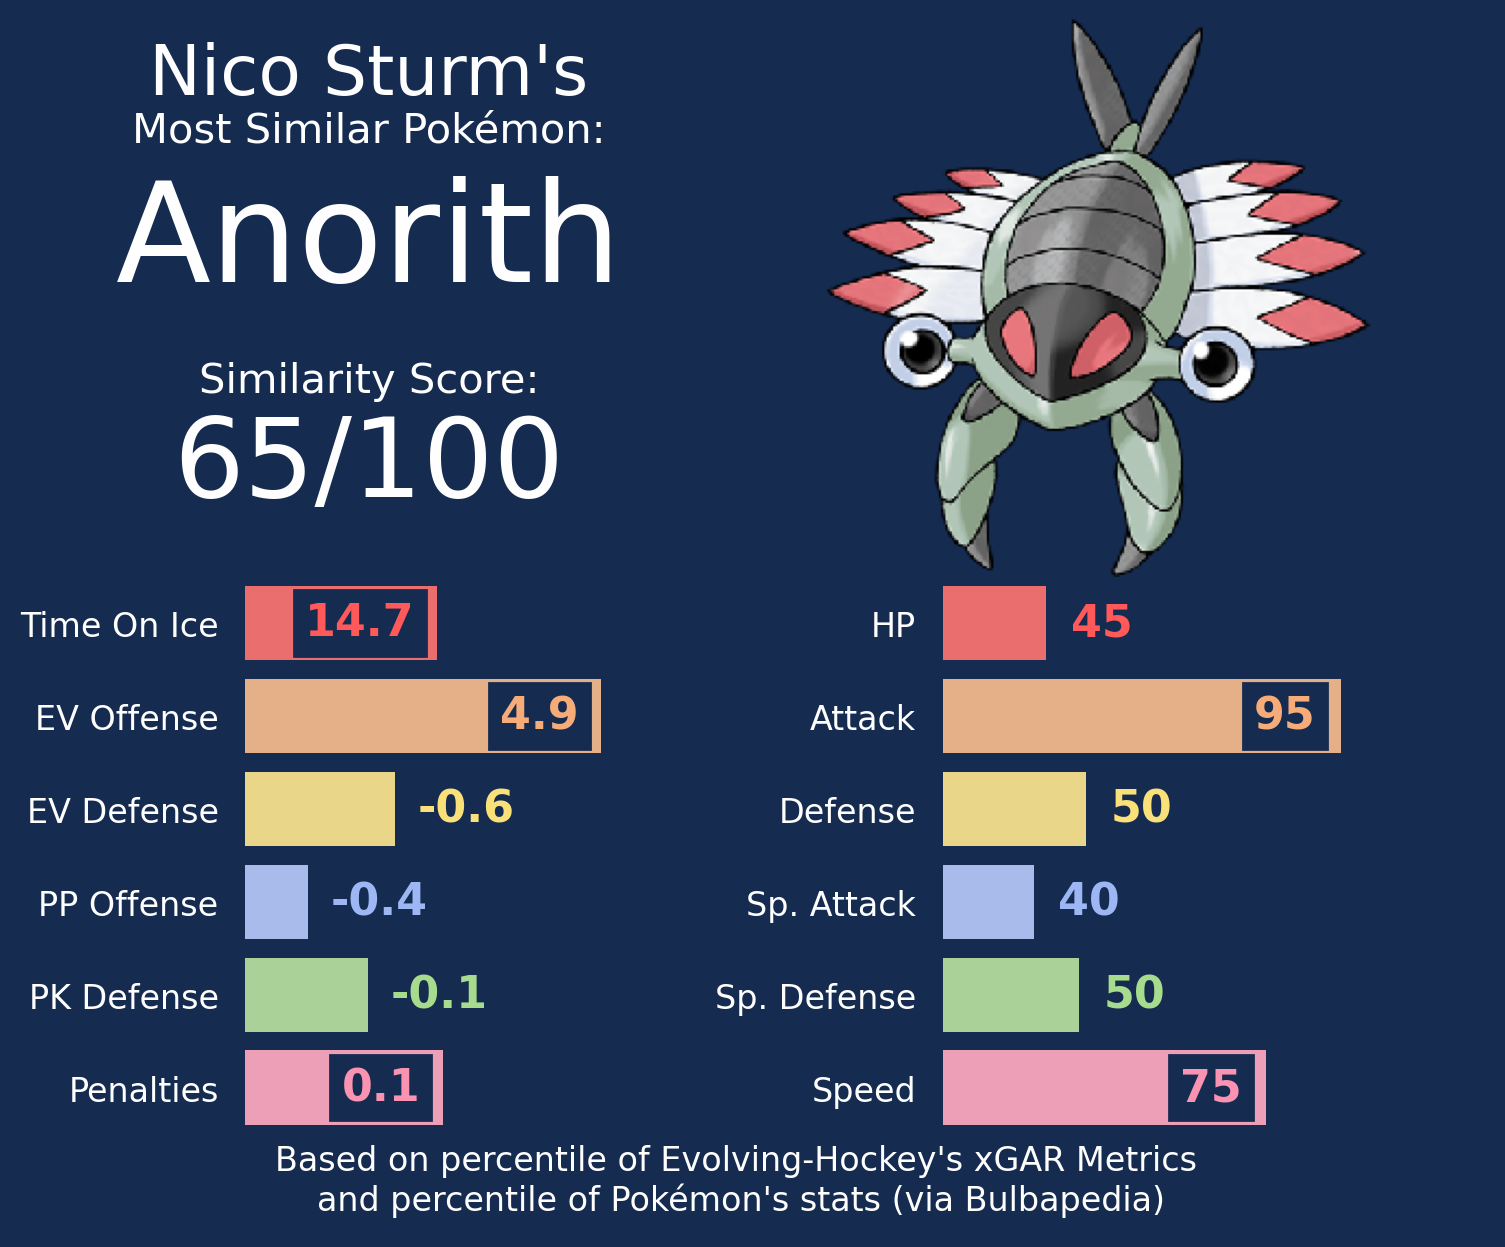 Nico Sturm's
Most Similar Pokémon:
Anorith
Similarity Score:
65/100
Time On Ice 14.7
EV Offense 4.9
EV Defense -0.6
PP Offense -0.4
PK Defense -0.1
Penalties 0.1
HP 45
Attack 95
Defense 50
Sp. Attack 40
Sp. Defense 50
Speed 75
Based on percentile of Evolving-Hockey's xGAR Metrics
and percentile of Pokémon's stats (via Bulbapedia)